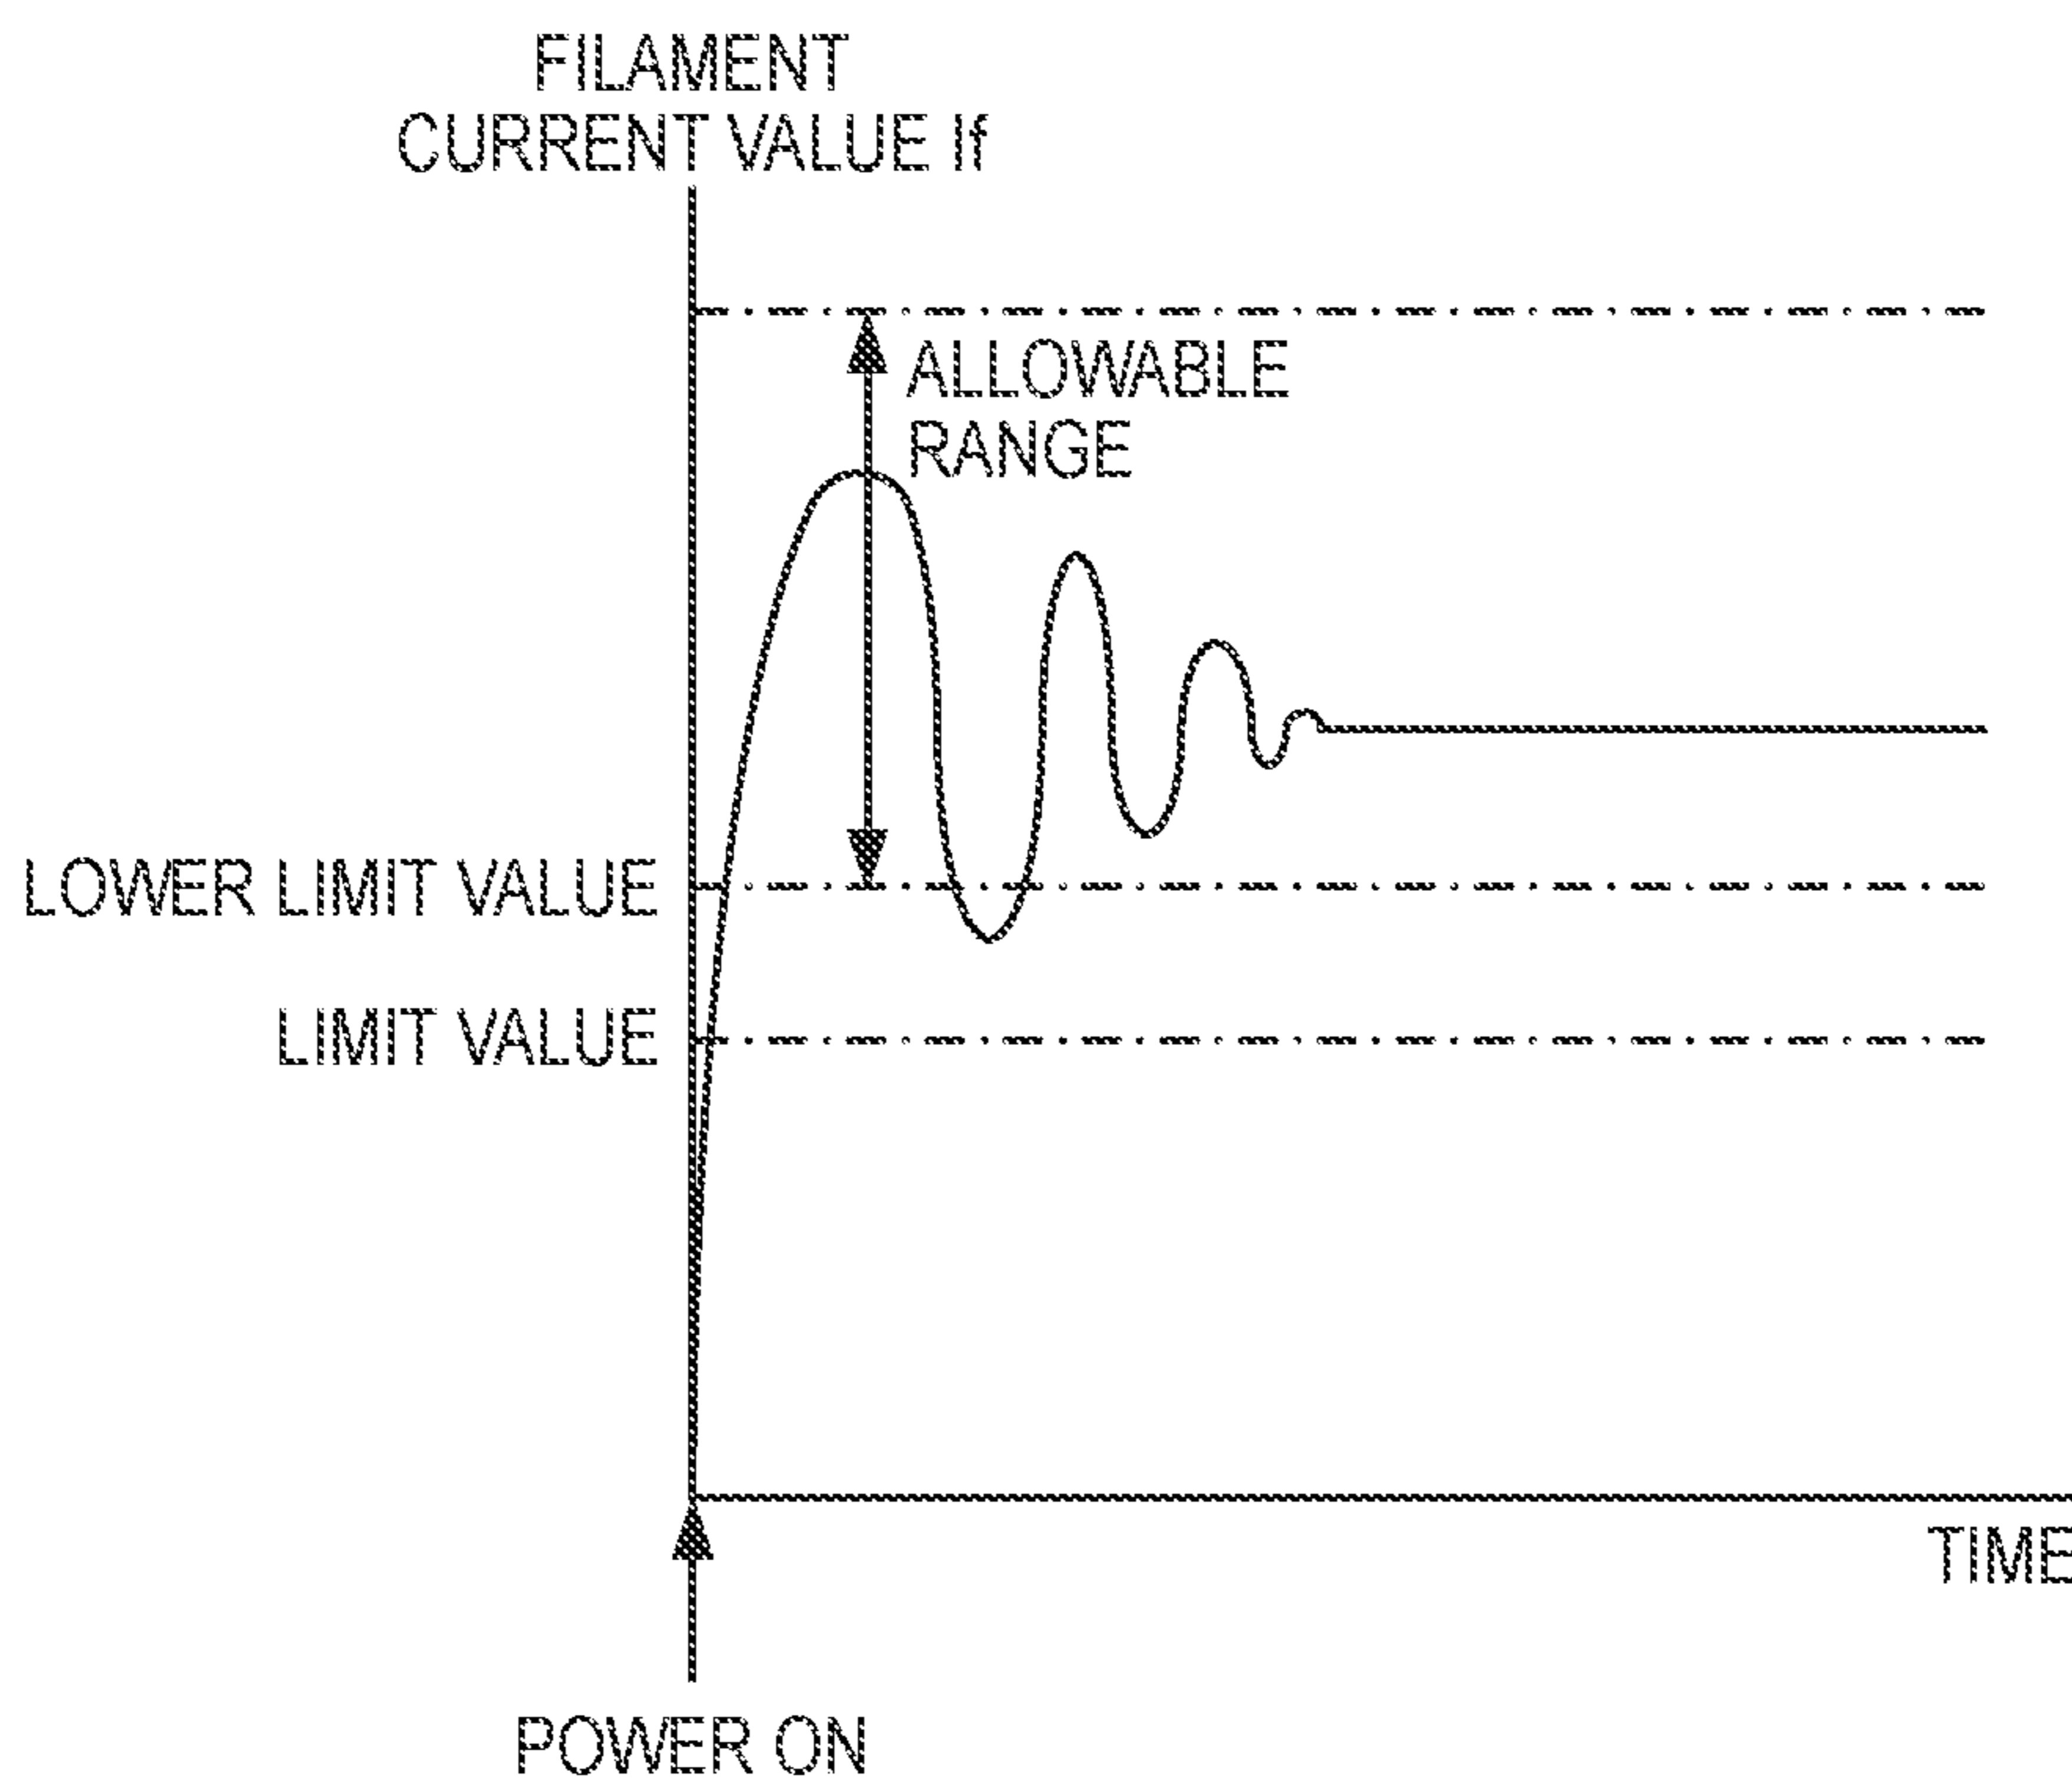 FILAMENT
CURRENT VALUE If
ALLOWABLE
RANGE
LOWER LIMIT VALUE
LIMIT VALUE
TIME
POWER ON